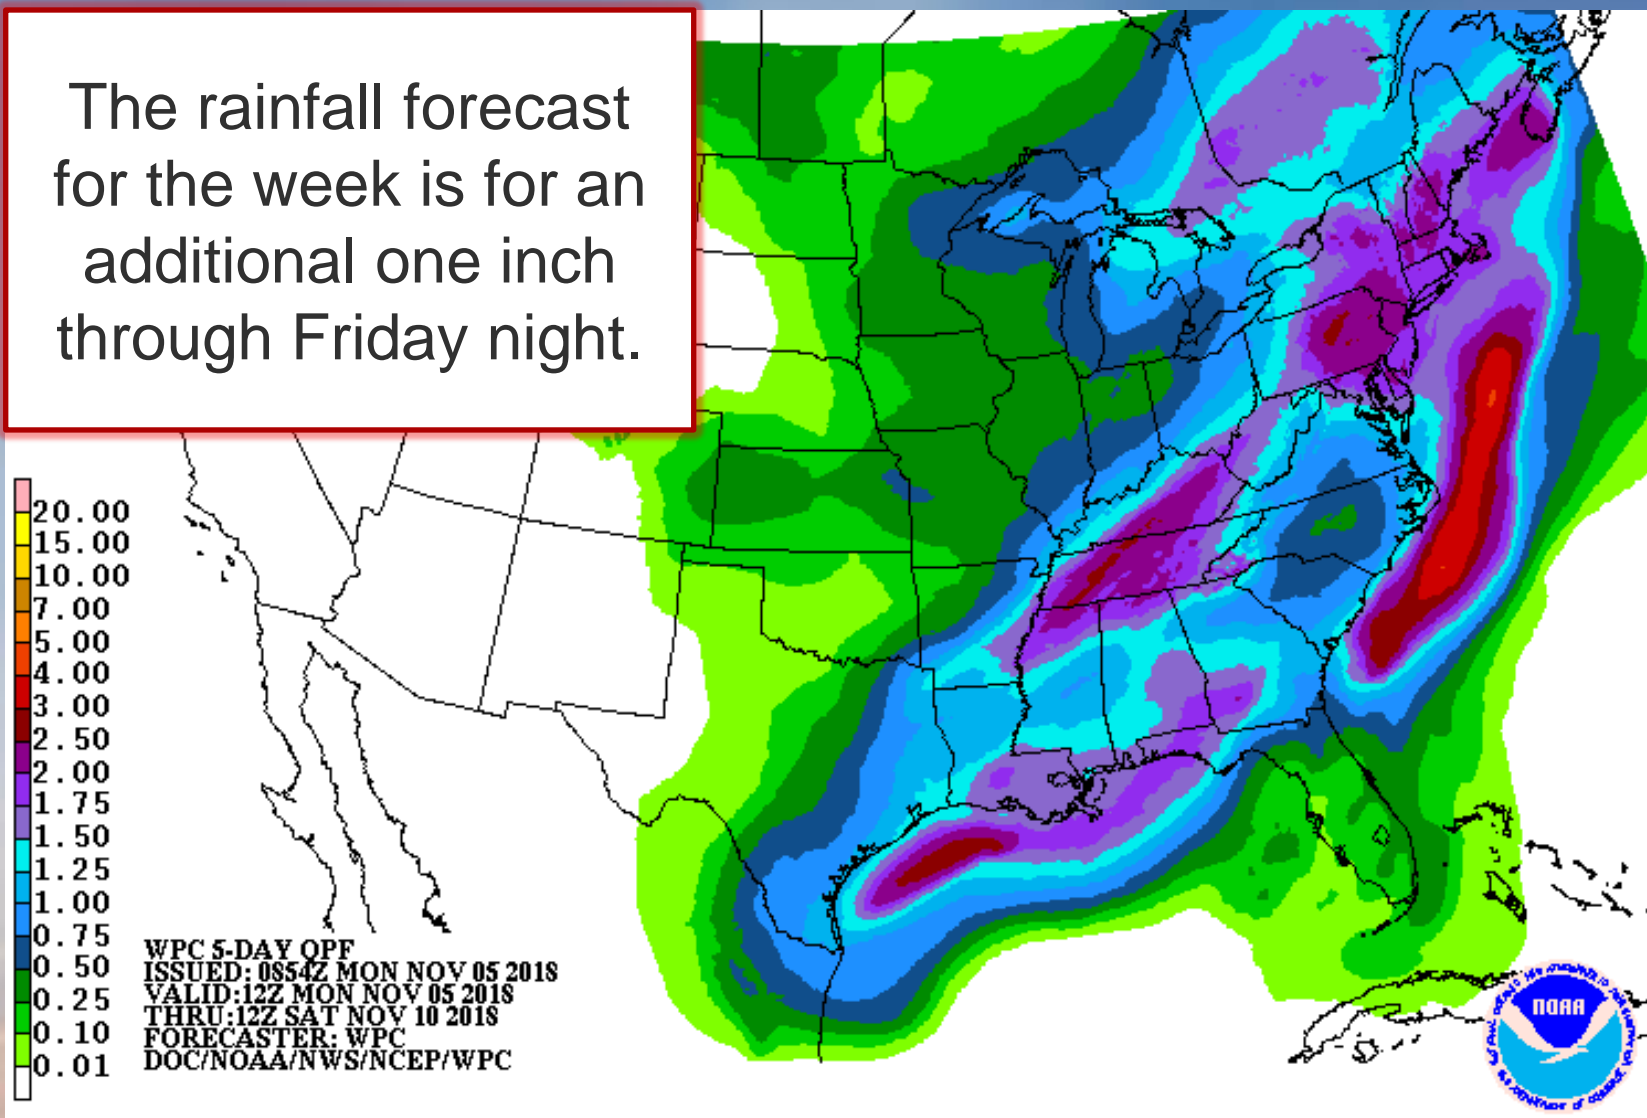 The rainfall forecast
for the week is for an
additional one inch
through Friday night.
20.00
15.00
10.00
7.00
5.00
4.00
3.00
2.50
2.00
1.75
1.50
1.25
1.00
0.75
0.50
0.25
0.10
0.01
WPC 5-DAY QPF
ISSUED: 0854Z MON NOV 05 2018
VALID:12Z MON NOV 05 2018
THRU:12Z SAT NOV 10 2018
FORECASTER: WPC
DOC/NOAA/NWS/NCEP/WPC
NOAA